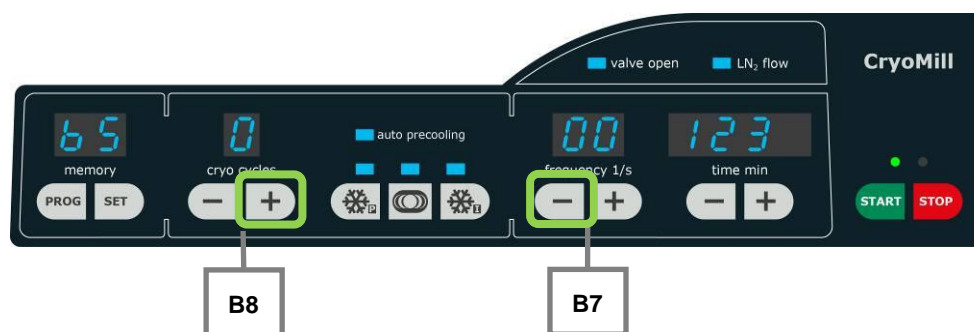 valve open LN₂ flow CryoMill
b5 0 auto precooling 00 123
memory cryo cycles frequency 1/s time min
PROG SET − + P I − + − + START STOP
B8 B7